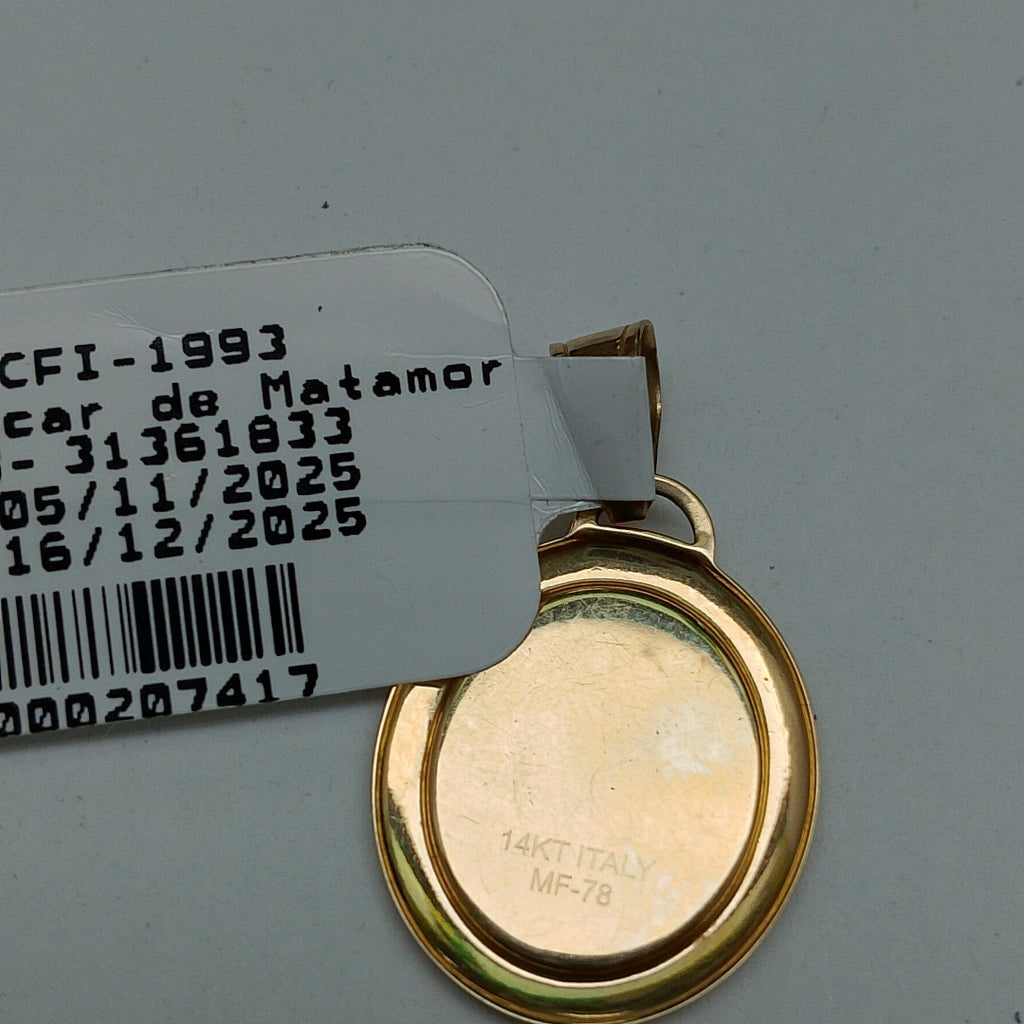 CFI-1993
car de Matamor
- 31361833
05/11/2025
16/12/2025
000207417
14KT ITALY
MF-78